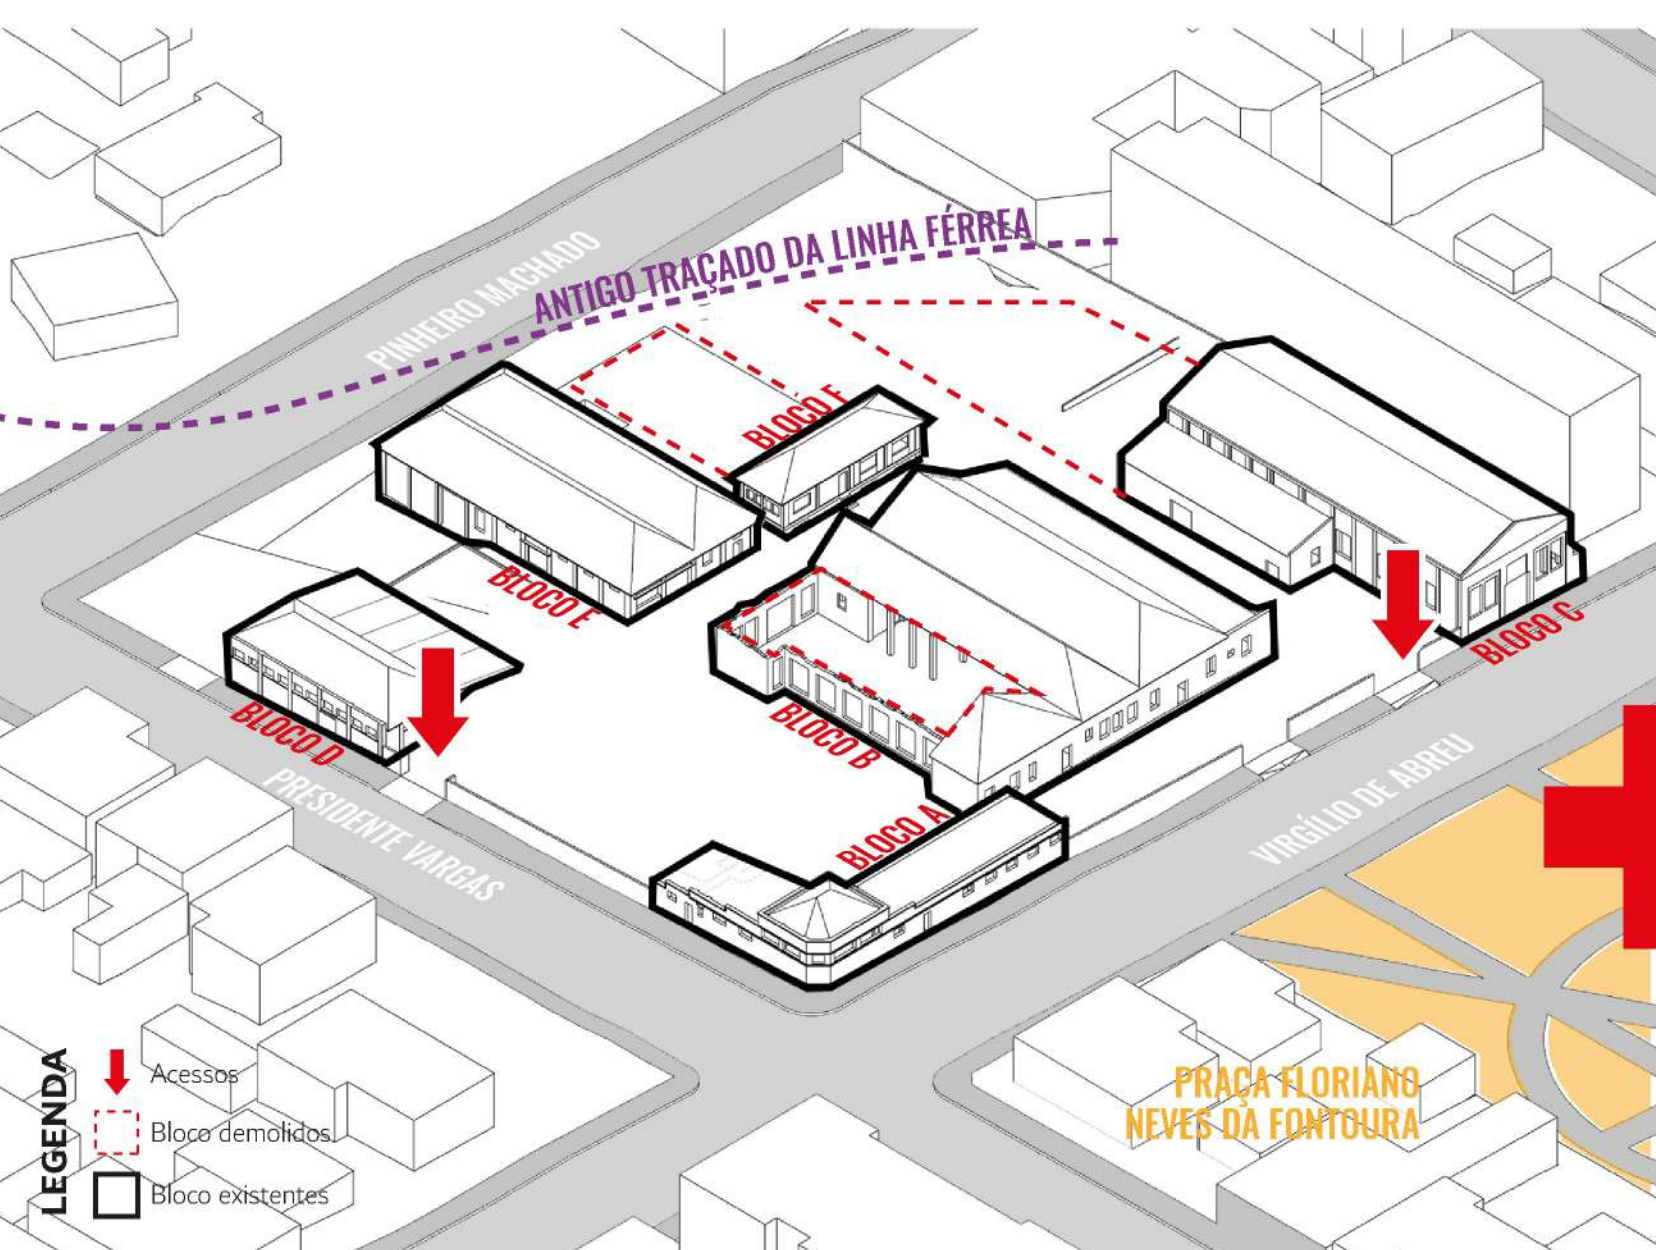 PINHEIRO MACHADO
ANTIGO TRAÇADO DA LINHA FÉRREA
BLOCO F
BLOCO E
BLOCO C
BLOCO D
BLOCO B
BLOCO A
PRESIDENTE VARGAS
VIRGÍLIO DE ABREU
PRAÇA FLORIANO
NEVES DA FONTOURA
LEGENDA
Acessos
Bloco demolidos
Bloco existentes